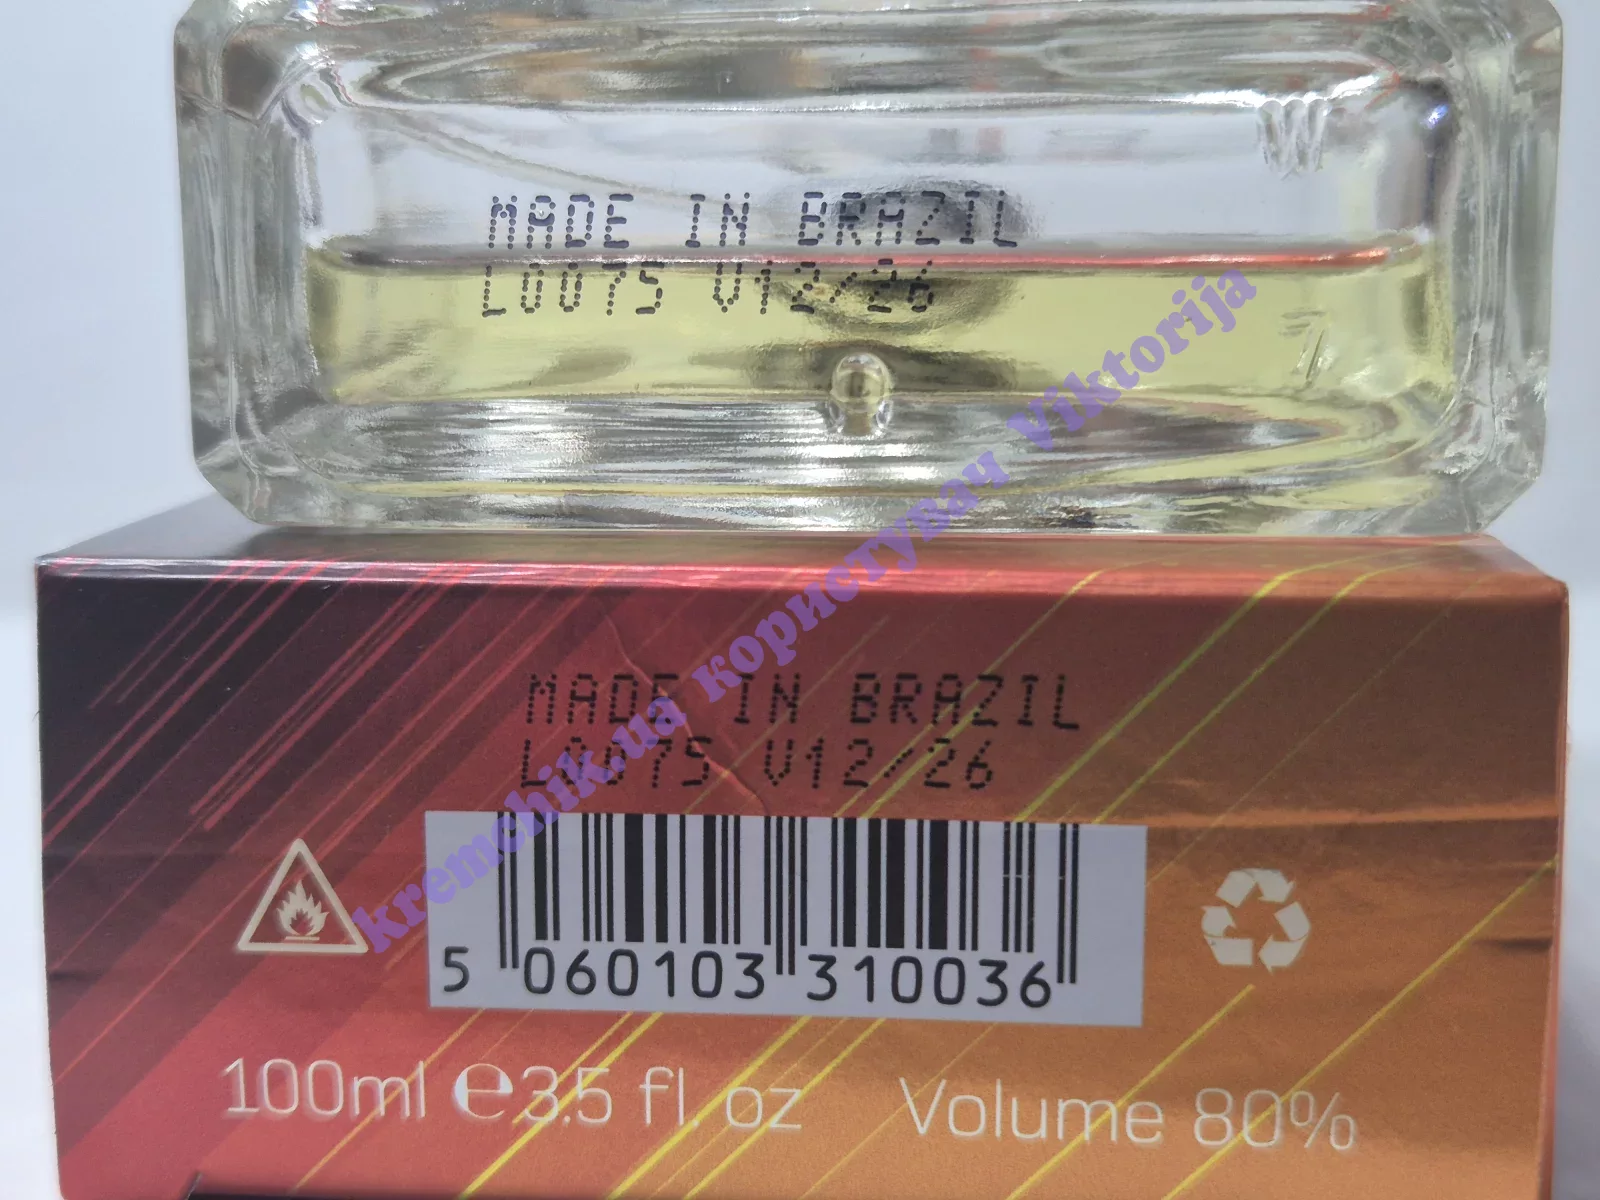 MADE IN BRAZIL
L0075 V12/26
MADE IN BRAZIL
L0075 V12/26
5 060103 310036
100ml ℮3.5 fl. oz Volume 80%
kremchik.ua користувач Viktorija